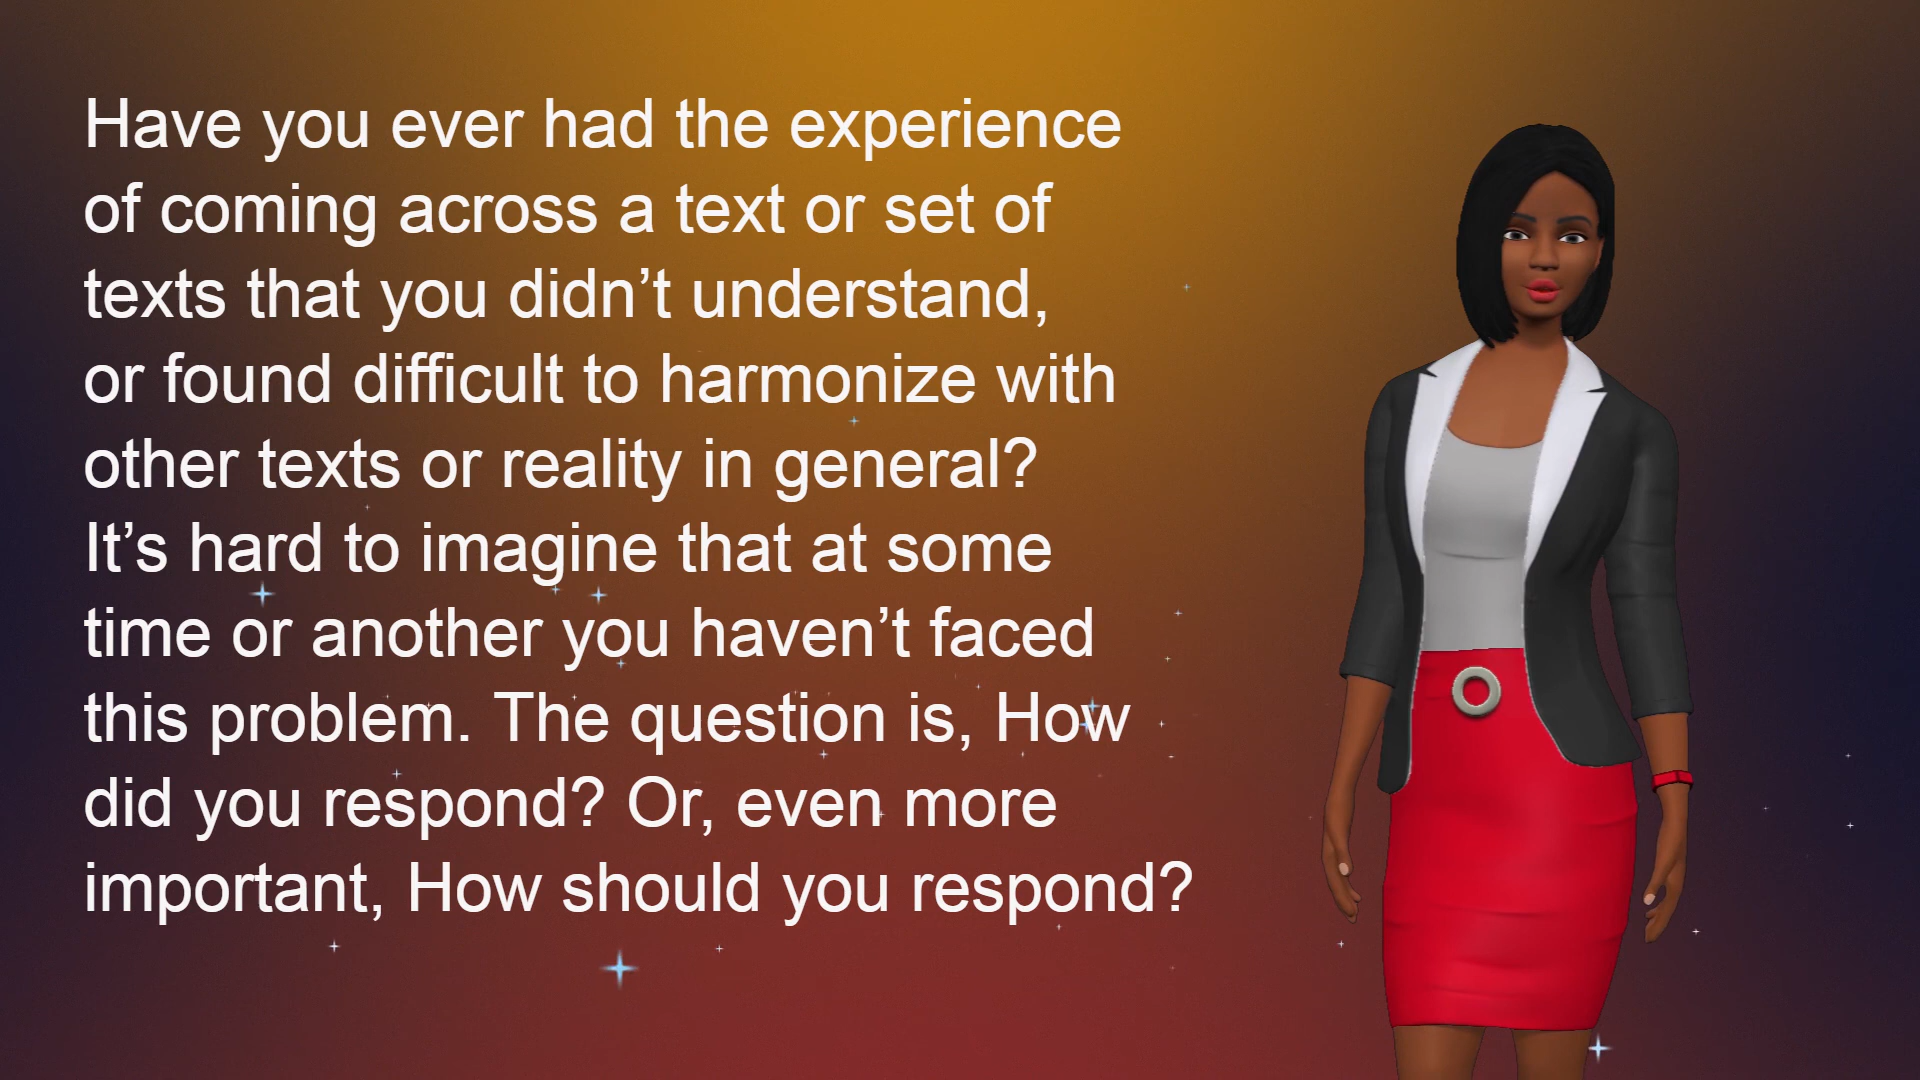 Have you ever had the experience
of coming across a text or set of
texts that you didn’t understand,
or found difficult to harmonize with
other texts or reality in general?
It’s hard to imagine that at some
time or another you haven’t faced
this problem. The question is, How
did you respond? Or, even more
important, How should you respond?